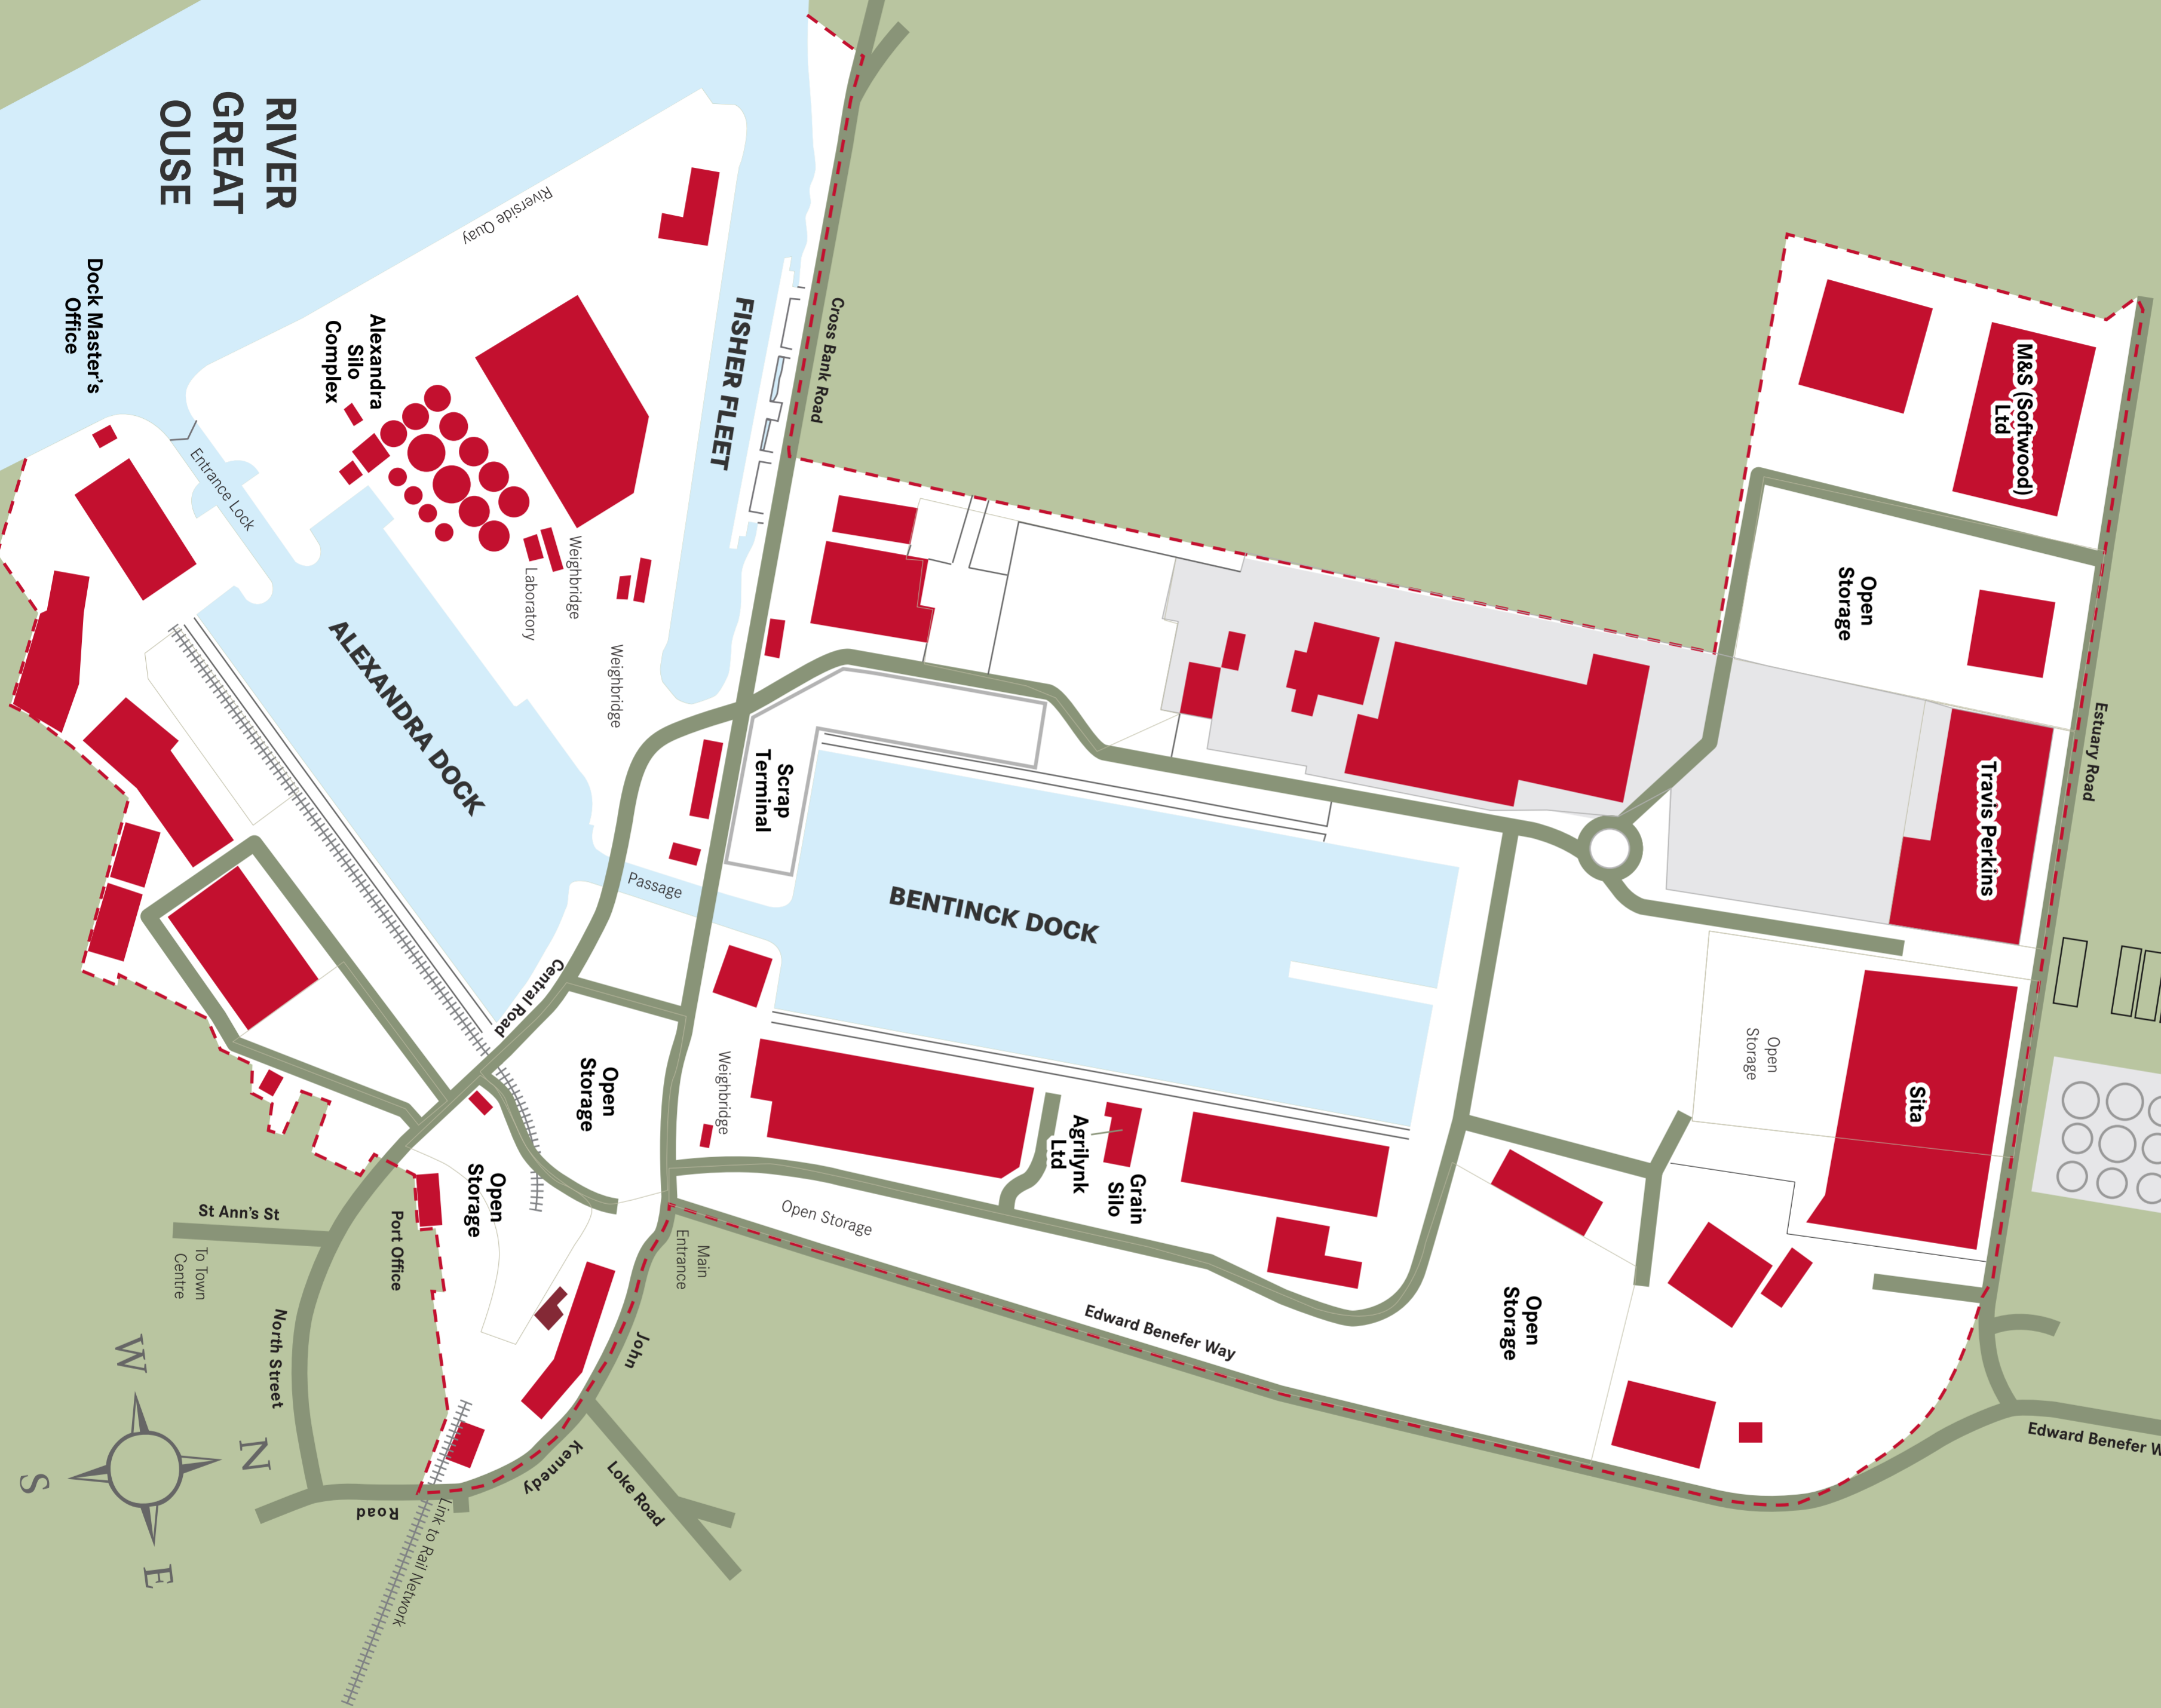 RIVER
GREAT
OUSE
Dock Master's
Office
Riverside Quay
Alexandra
Silo
Complex
Entrance Lock
FISHER FLEET
Cross Bank Road
Weighbridge
Laboratory
Weighbridge
ALEXANDRA DOCK
Scrap
Terminal
Passage
BENTINCK DOCK
Central Road
Open
Storage
Weighbridge
Agrilynk
Ltd
Grain
Silo
Open Storage
Main
Entrance
Open
Storage
Port Office
St Ann's St
To Town
Centre
North Street
John
Kennedy
Road
Loke Road
Link to Rail Network
Edward Benefer Way
Open
Storage
Open
Storage
Sita
Travis Perkins
Estuary Road
Open
Storage
M&S (Softwood)
Ltd
Edward Benefer W
W
N
S
E